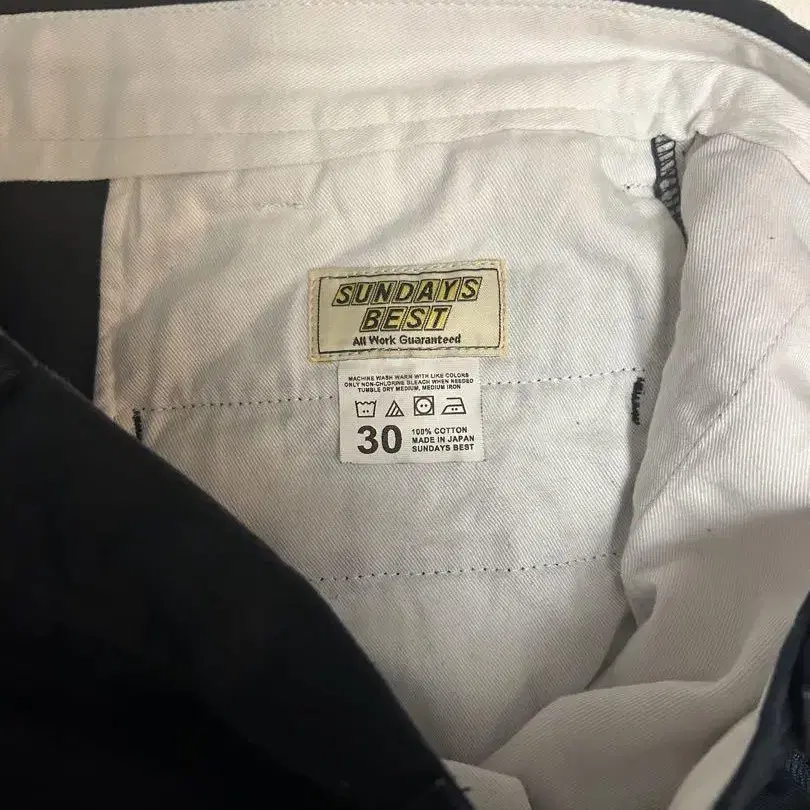 SUNDAYS
BEST
All Work Guaranteed
MACHINE WASH WARM WITH LIKE COLORS
ONLY NON-CHLORINE BLEACH WHEN NEEDED
TUMBLE DRY MEDIUM, MEDIUM IRON
30
100% COTTON
MADE IN JAPAN
SUNDAYS BEST